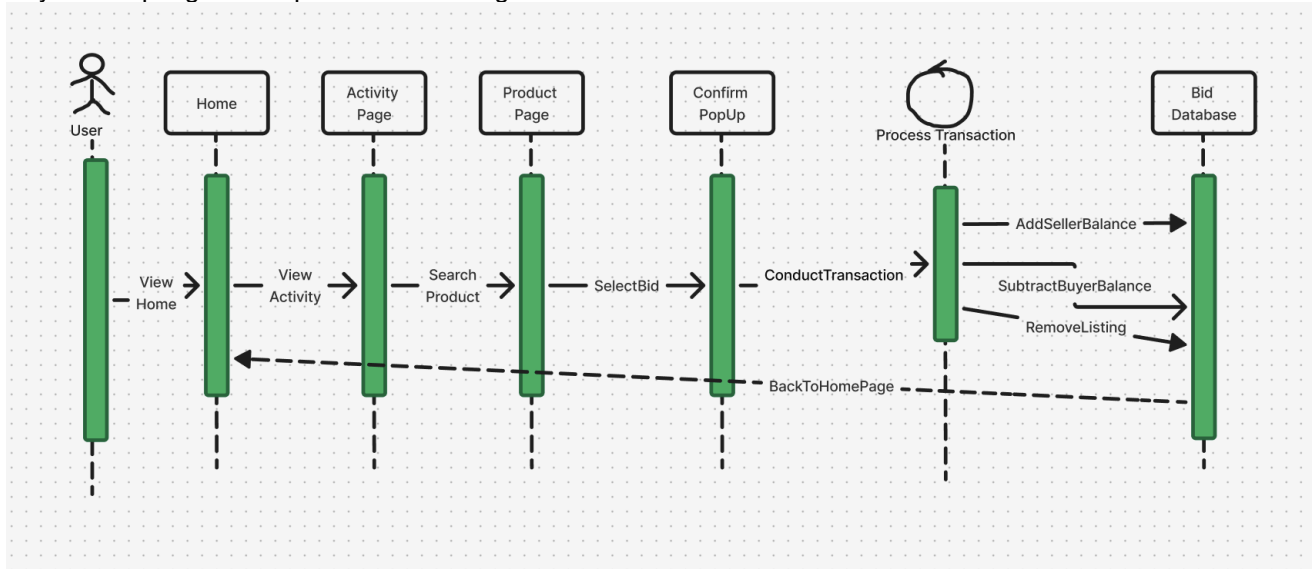 User
Home
Activity
Page
Product
Page
Confirm
PopUp
Process Transaction
Bid
Database
View
Home
View
Activity
Search
Product
SelectBid
ConductTransaction
AddSellerBalance
SubtractBuyerBalance
RemoveListing
BackToHomePage